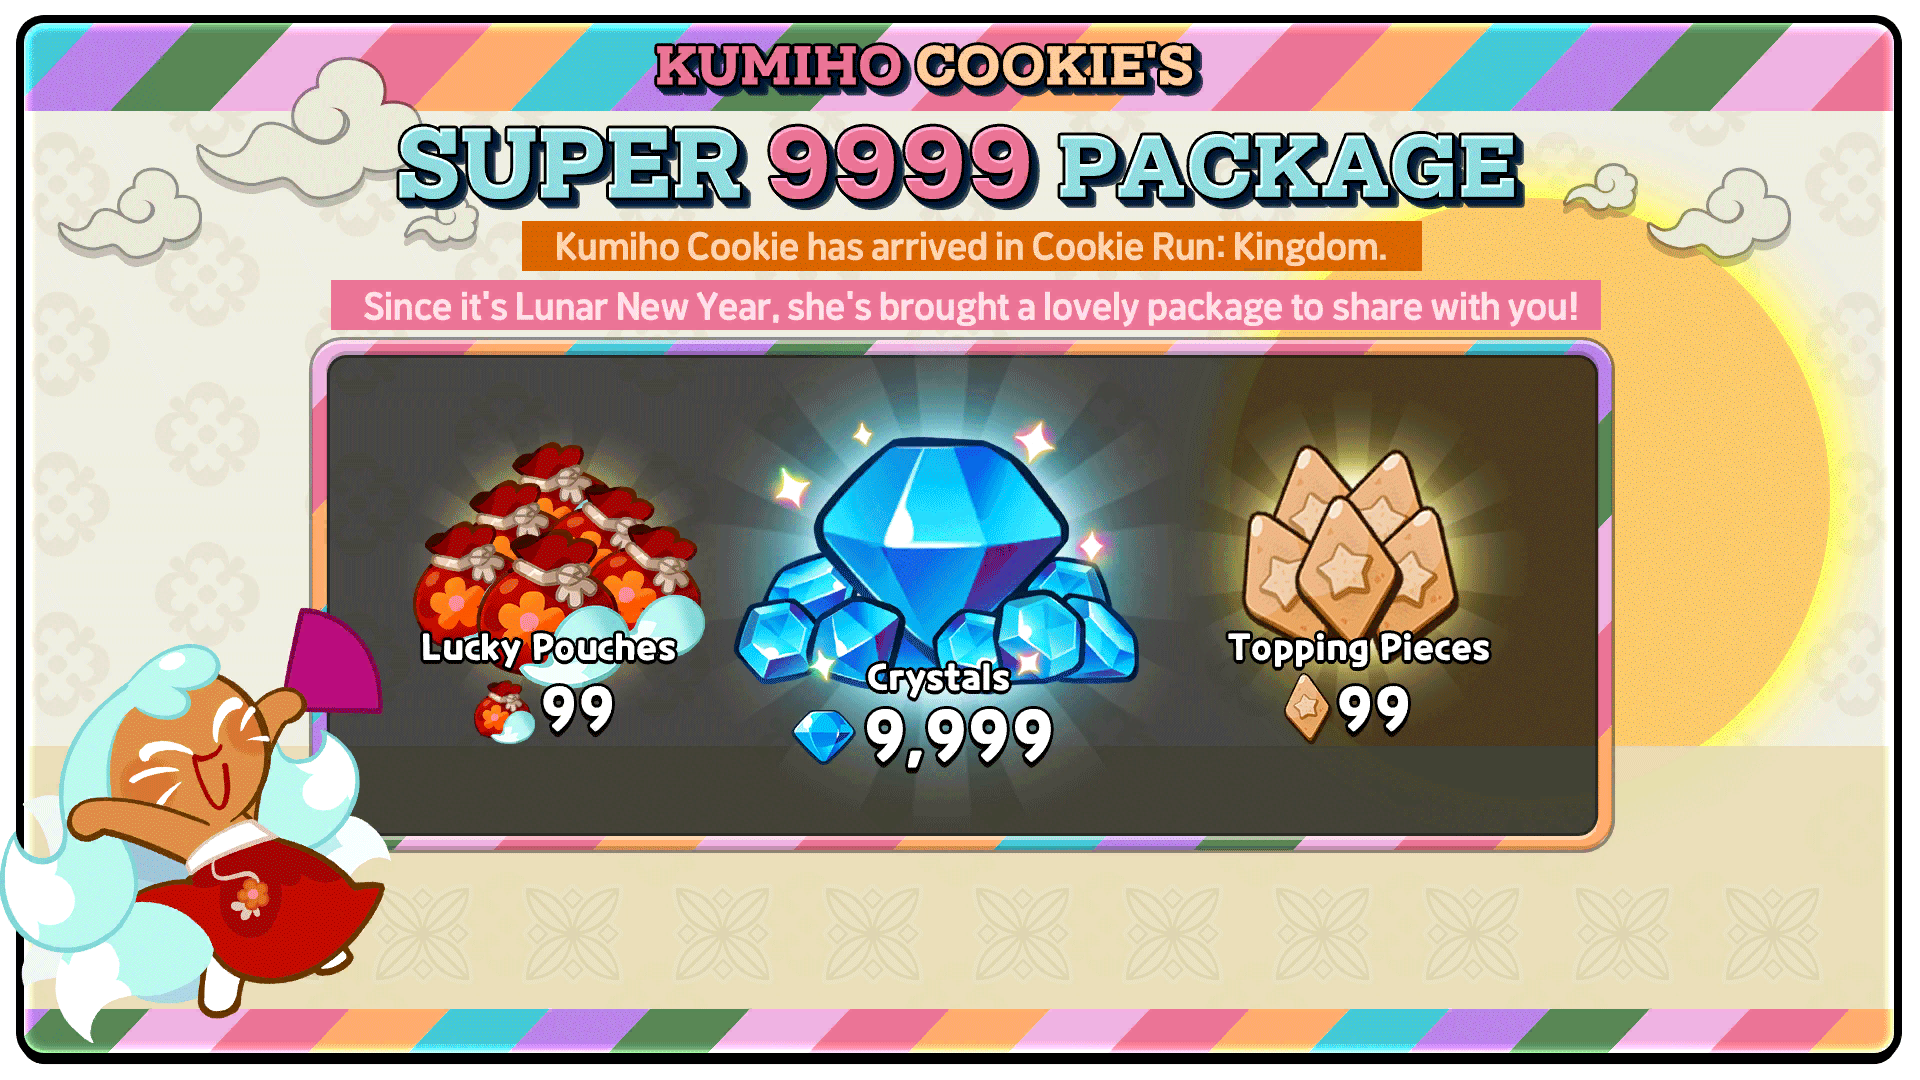 KUMIHO COOKIE'S
SUPER 9999 PACKAGE
Kumiho Cookie has arrived in Cookie Run: Kingdom.
Since it's Lunar New Year, she's brought a lovely package to share with you!
Lucky Pouches
99
Crystals
9,999
Topping Pieces
99